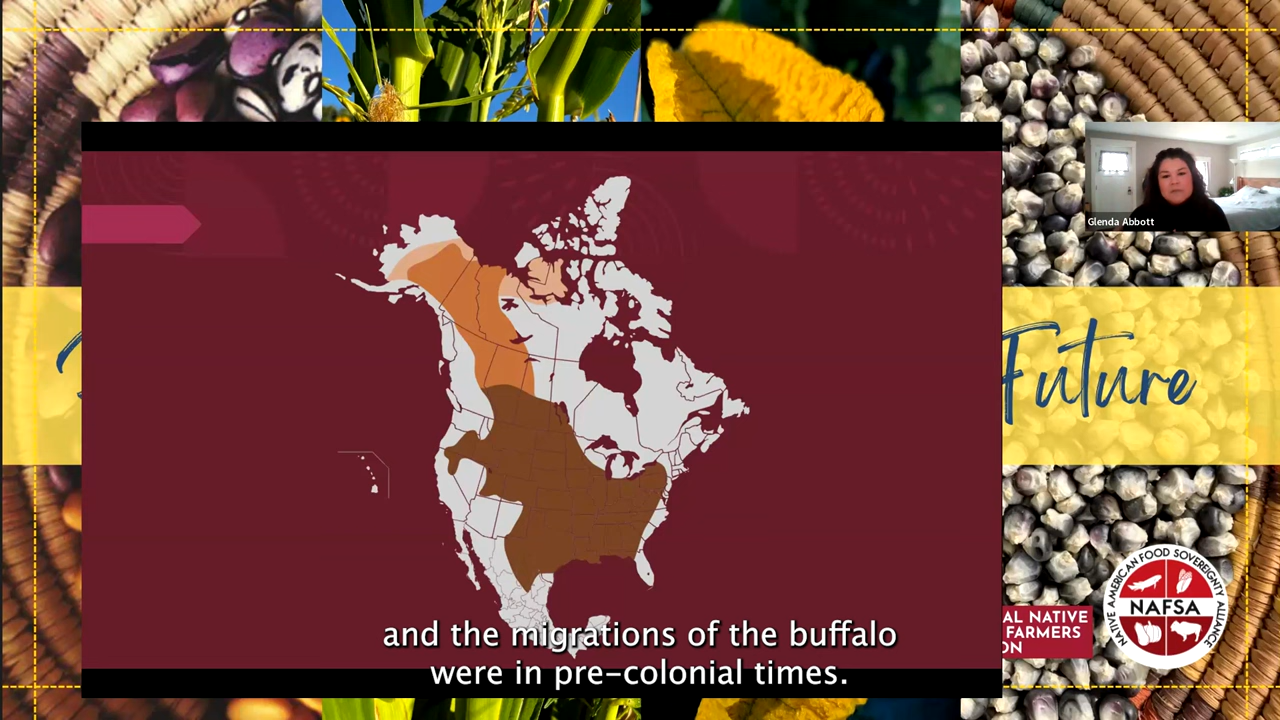 Glenda Abbott
Future
NATIVE AMERICAN FOOD SOVEREIGNTY ALLIANCE
NAFSA
AL NATIVE
FARMERS
ON
and the migrations of the buffalo
were in pre-colonial times.